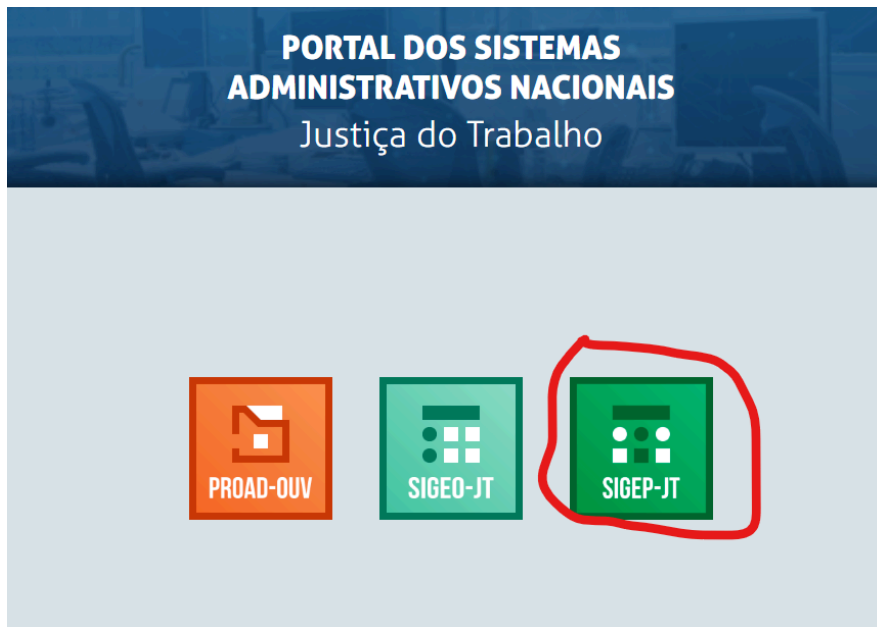 PORTAL DOS SISTEMAS
ADMINISTRATIVOS NACIONAIS
Justiça do Trabalho
PROAD-OUV
SIGEO-JT
SIGEP-JT